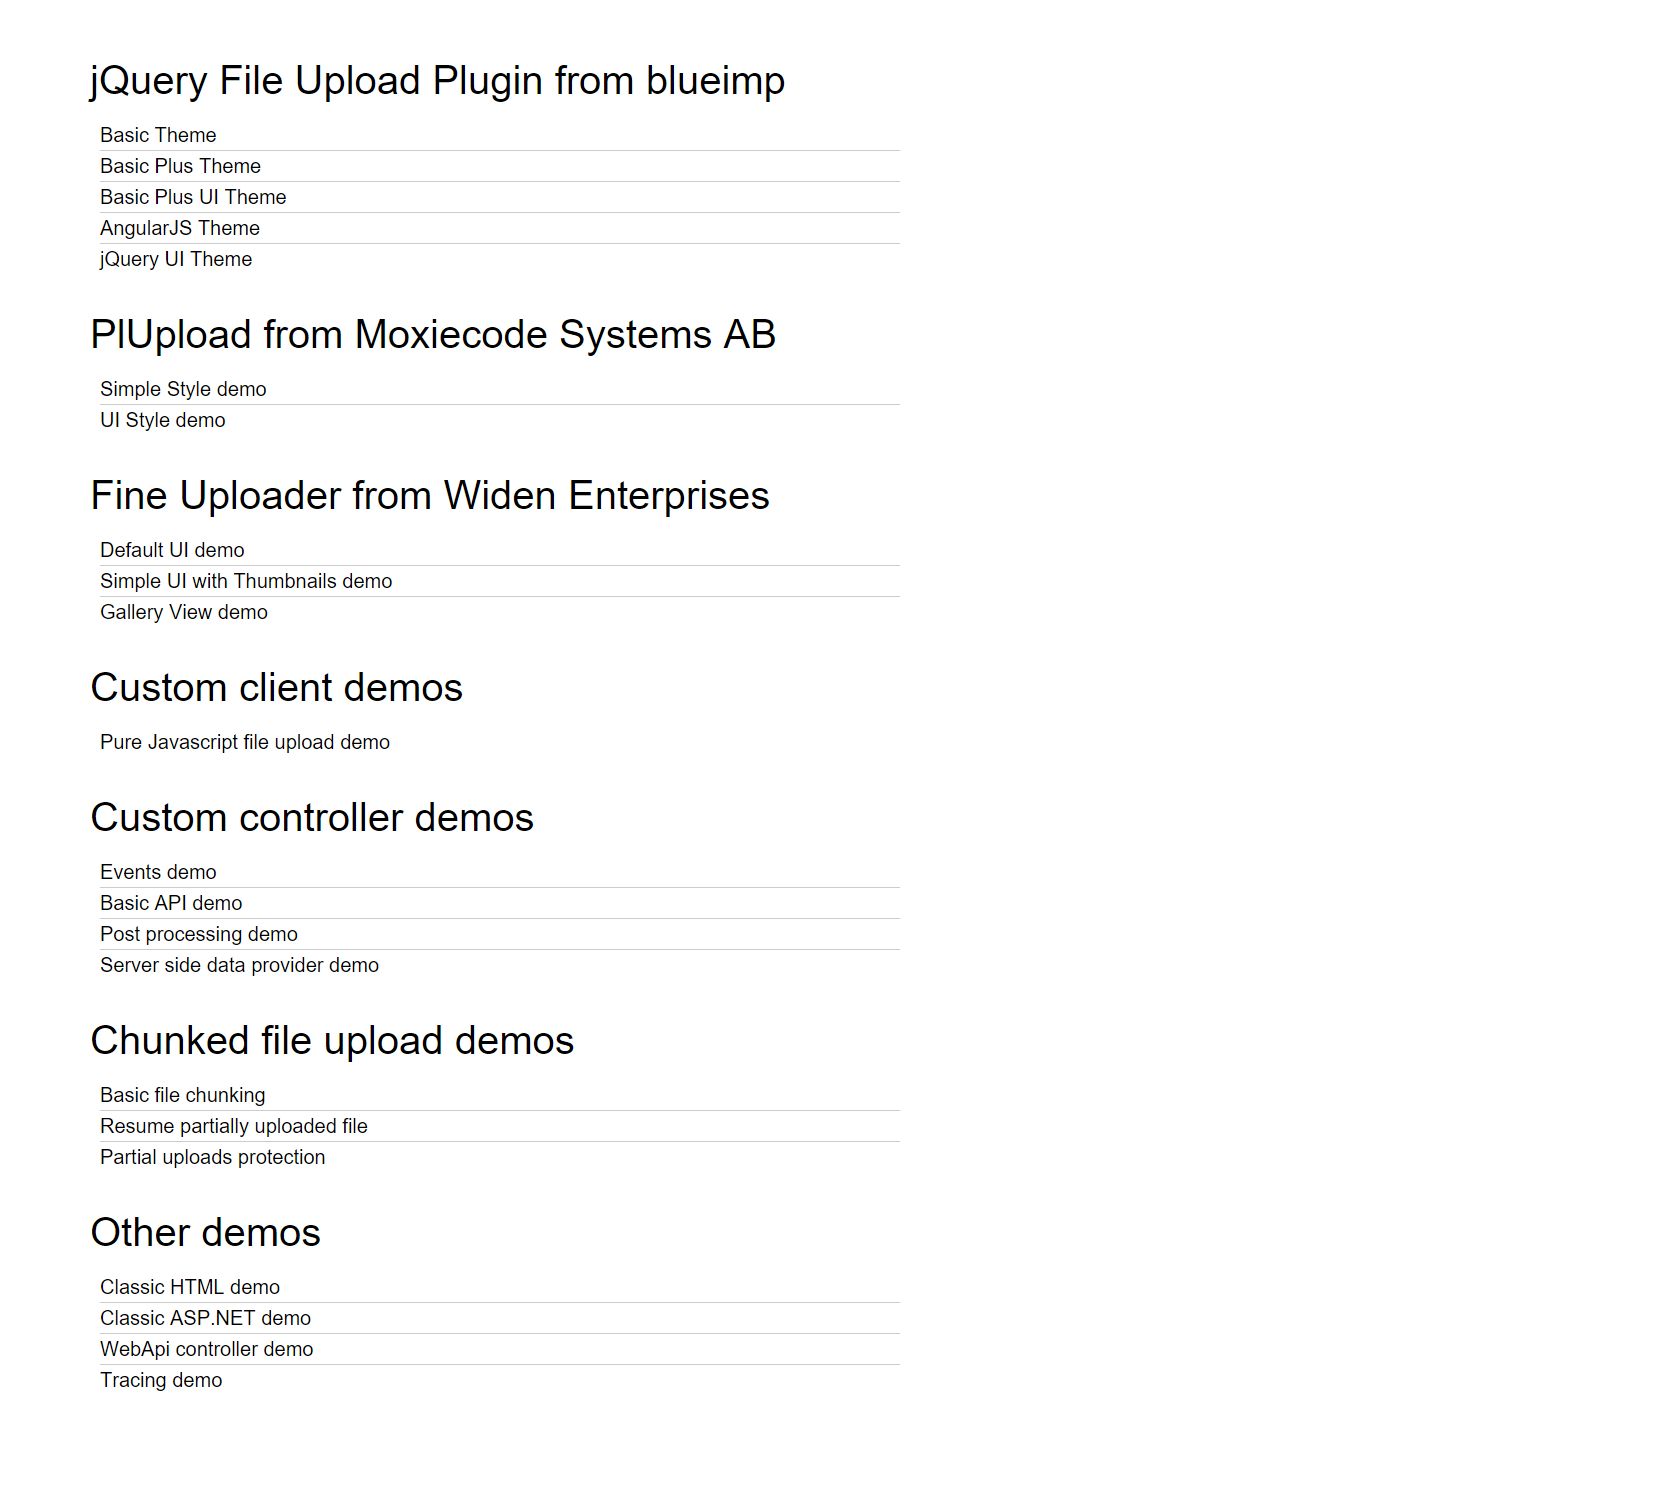 jQuery File Upload Plugin from blueimp
Basic Theme
Basic Plus Theme
Basic Plus UI Theme
AngularJS Theme
jQuery UI Theme
PlUpload from Moxiecode Systems AB
Simple Style demo
UI Style demo
Fine Uploader from Widen Enterprises
Default UI demo
Simple UI with Thumbnails demo
Gallery View demo
Custom client demos
Pure Javascript file upload demo
Custom controller demos
Events demo
Basic API demo
Post processing demo
Server side data provider demo
Chunked file upload demos
Basic file chunking
Resume partially uploaded file
Partial uploads protection
Other demos
Classic HTML demo
Classic ASP.NET demo
WebApi controller demo
Tracing demo